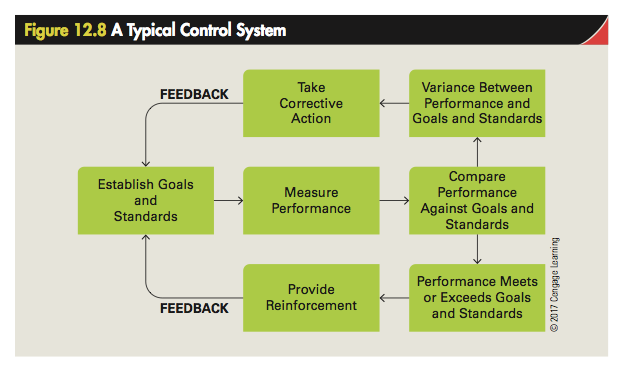 Figure 12.8 A Typical Control System
FEEDBACK
Take
Corrective
Action
Variance Between
Performance and
Goals and Standards
Establish Goals
and
Standards
Measure
Performance
Compare
Performance
Against Goals and
Standards
FEEDBACK
Provide
Reinforcement
Performance Meets
or Exceeds Goals
and Standards
© 2017 Cengage Learning